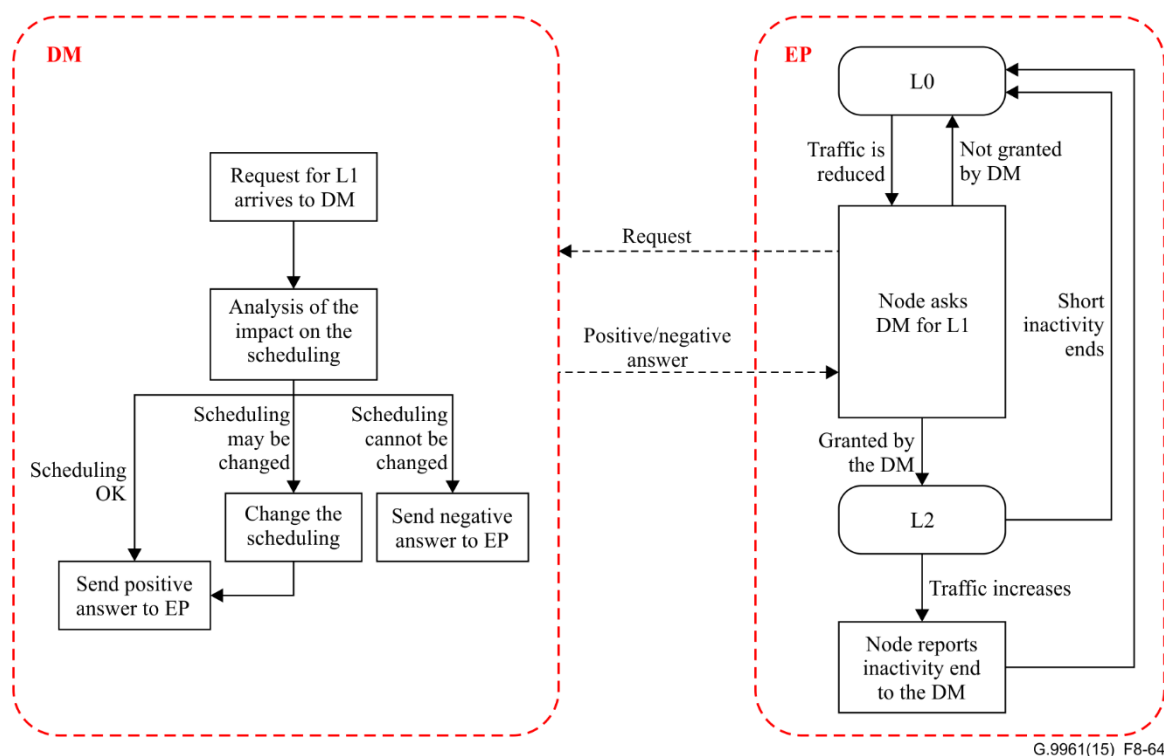 DM
Request for L1
arrives to DM
Analysis of the
impact on the
scheduling
Scheduling
OK
Scheduling
may be
changed
Scheduling
cannot be
changed
Change the
scheduling
Send negative
answer to EP
Send positive
answer to EP
Request
Positive/negative
answer
EP
L0
Traffic is
reduced
Not granted
by DM
Node asks
DM for L1
Short
inactivity
ends
Granted by
the DM
L2
Traffic increases
Node reports
inactivity end
to the DM
G.9961(15)_F8-64